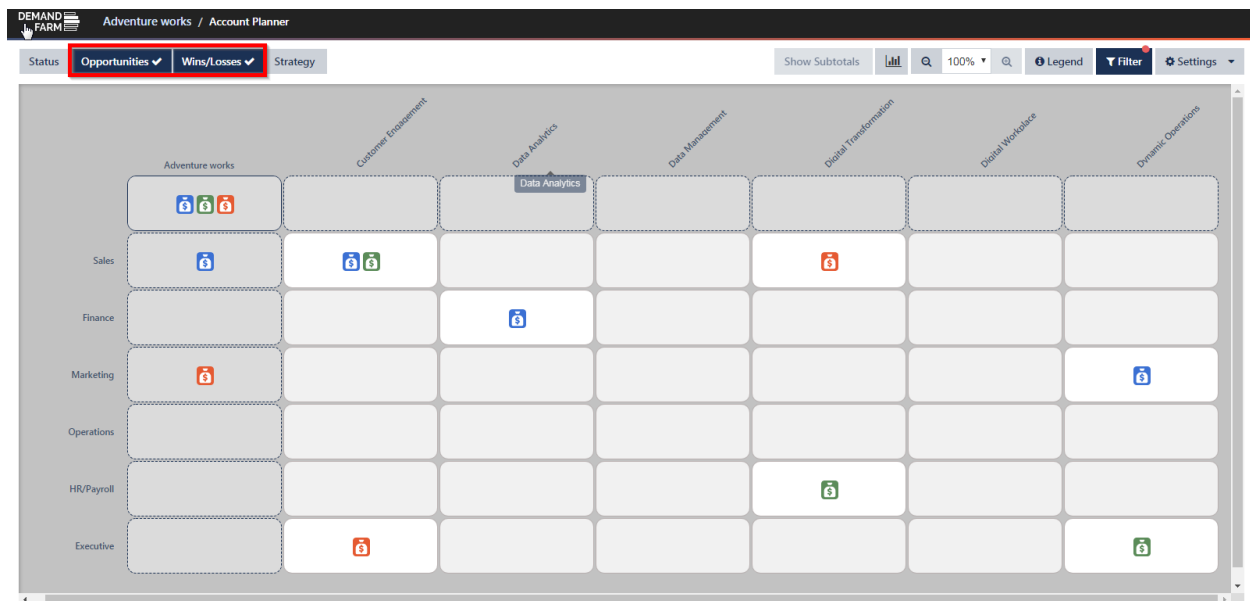 DEMAND
FARM
Adventure works / Account Planner
Status Opportunities ✔ Wins/Losses ✔ Strategy Show Subtotals 100% Legend Filter Settings
Adventure works Customer Engagement Data Analytics Data Management Digital Transformation Digital Workplace Dynamic Operations
Data Analytics
Sales
Finance
Marketing
Operations
HR/Payroll
Executive